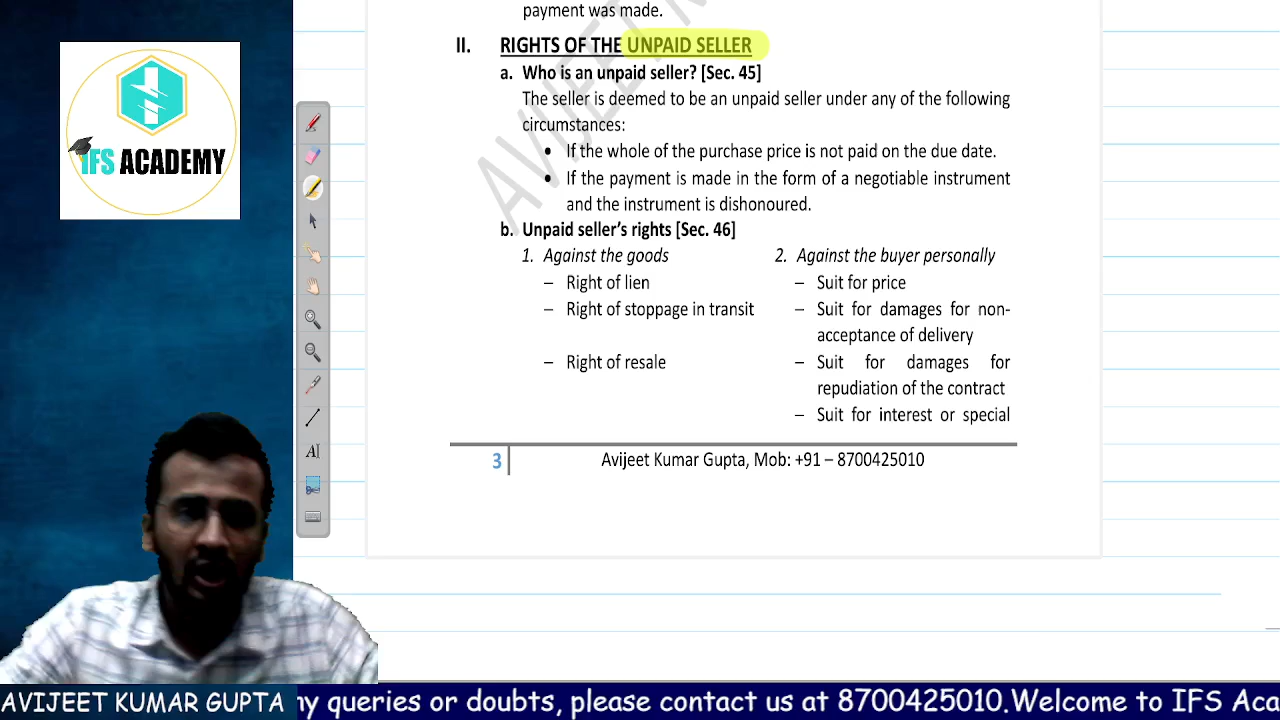 payment was made.
II. RIGHTS OF THE UNPAID SELLER
a. Who is an unpaid seller? [Sec. 45]
The seller is deemed to be an unpaid seller under any of the following
circumstances:
• If the whole of the purchase price is not paid on the due date.
• If the payment is made in the form of a negotiable instrument
and the instrument is dishonoured.
b. Unpaid seller's rights [Sec. 46]
1. Against the goods
– Right of lien
– Right of stoppage in transit
– Right of resale
2. Against the buyer personally
– Suit for price
– Suit for damages for non-
acceptance of delivery
– Suit for damages for
repudiation of the contract
– Suit for interest or special
3 Avijeet Kumar Gupta, Mob: +91 – 8700425010
IFS ACADEMY
A
AVIJEET
AVIJEET KUMAR GUPTA
ny queries or doubts, please contact us at 8700425010.Welcome to IFS Aca